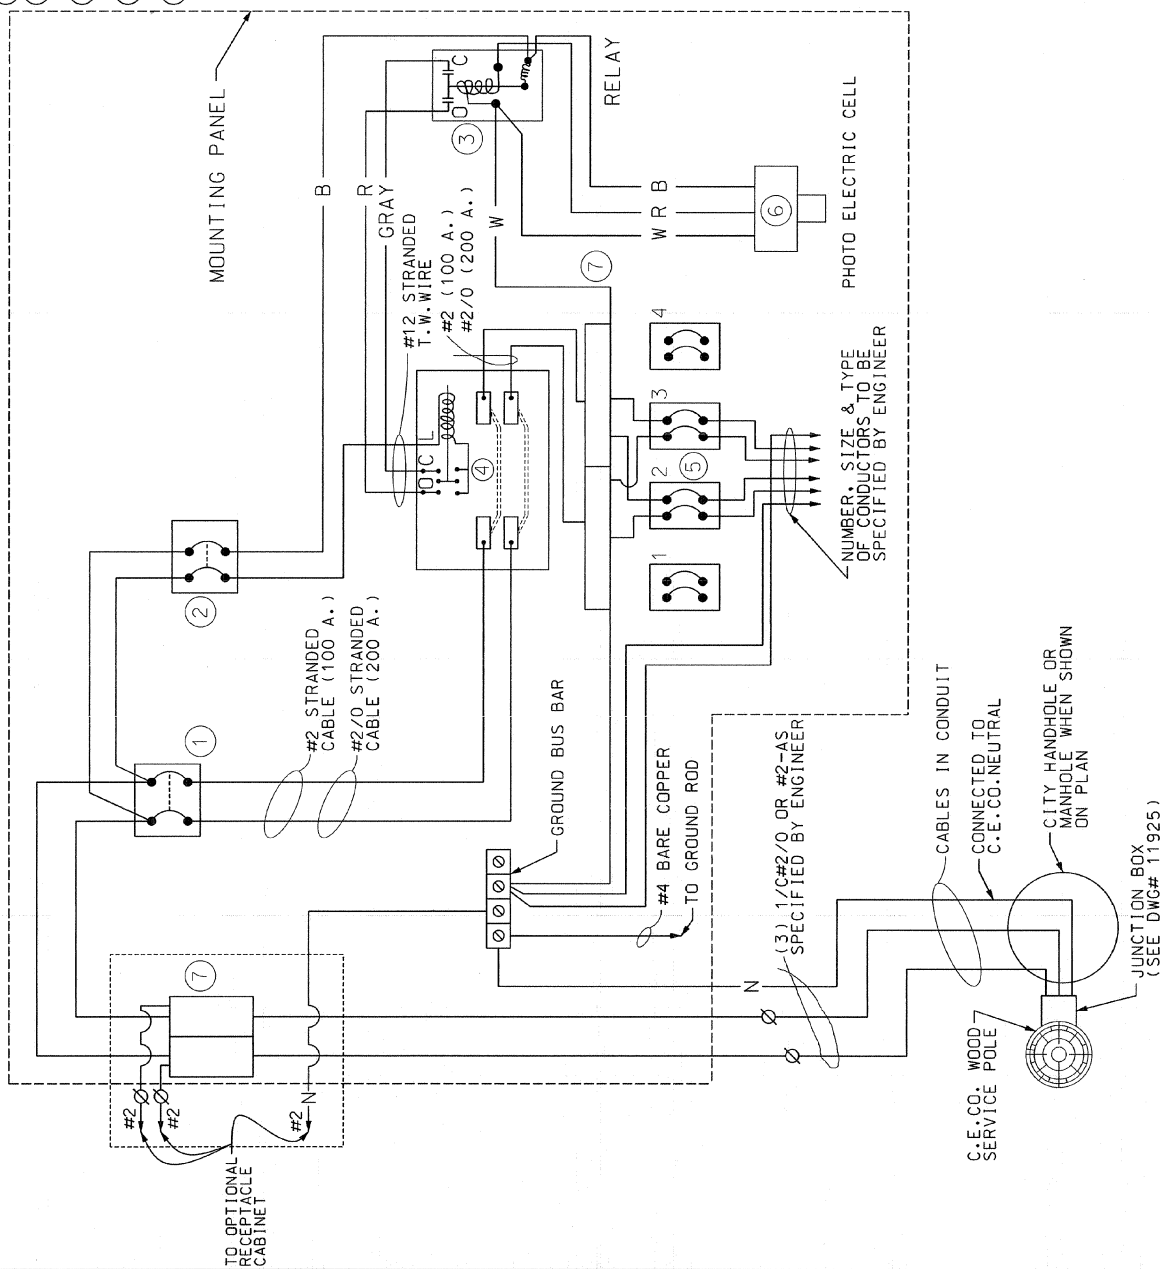 MOUNTING PANEL
B
R
GRAY
#12 STRANDED
T.W.WIRE
#2 (100 A.)
#2/0 (200 A.)
W
O
C
3
RELAY
W R B
6
PHOTO ELECTRIC CELL
7
O C L
4
1
2
3
4
5
NUMBER, SIZE & TYPE
OF CONDUCTORS TO BE
SPECIFIED BY ENGINEER
2
1
#2 STRANDED
CABLE (100 A.)
#2/0 STRANDED
CABLE (200 A.)
GROUND BUS BAR
#4 BARE COPPER
TO GROUND ROD
7
#2
#2
#2
N
TO OPTIONAL
RECEPTACLE
CABINET
N
(3) 1/C#2/0 OR #2-AS
SPECIFIED BY ENGINEER
CABLES IN CONDUIT
CONNECTED TO
C.E.CO.NEUTRAL
CITY HANDHOLE OR
MANHOLE WHEN SHOWN
ON PLAN
C.E.CO. WOOD
SERVICE POLE
JUNCTION BOX
(SEE DWG# 11925)